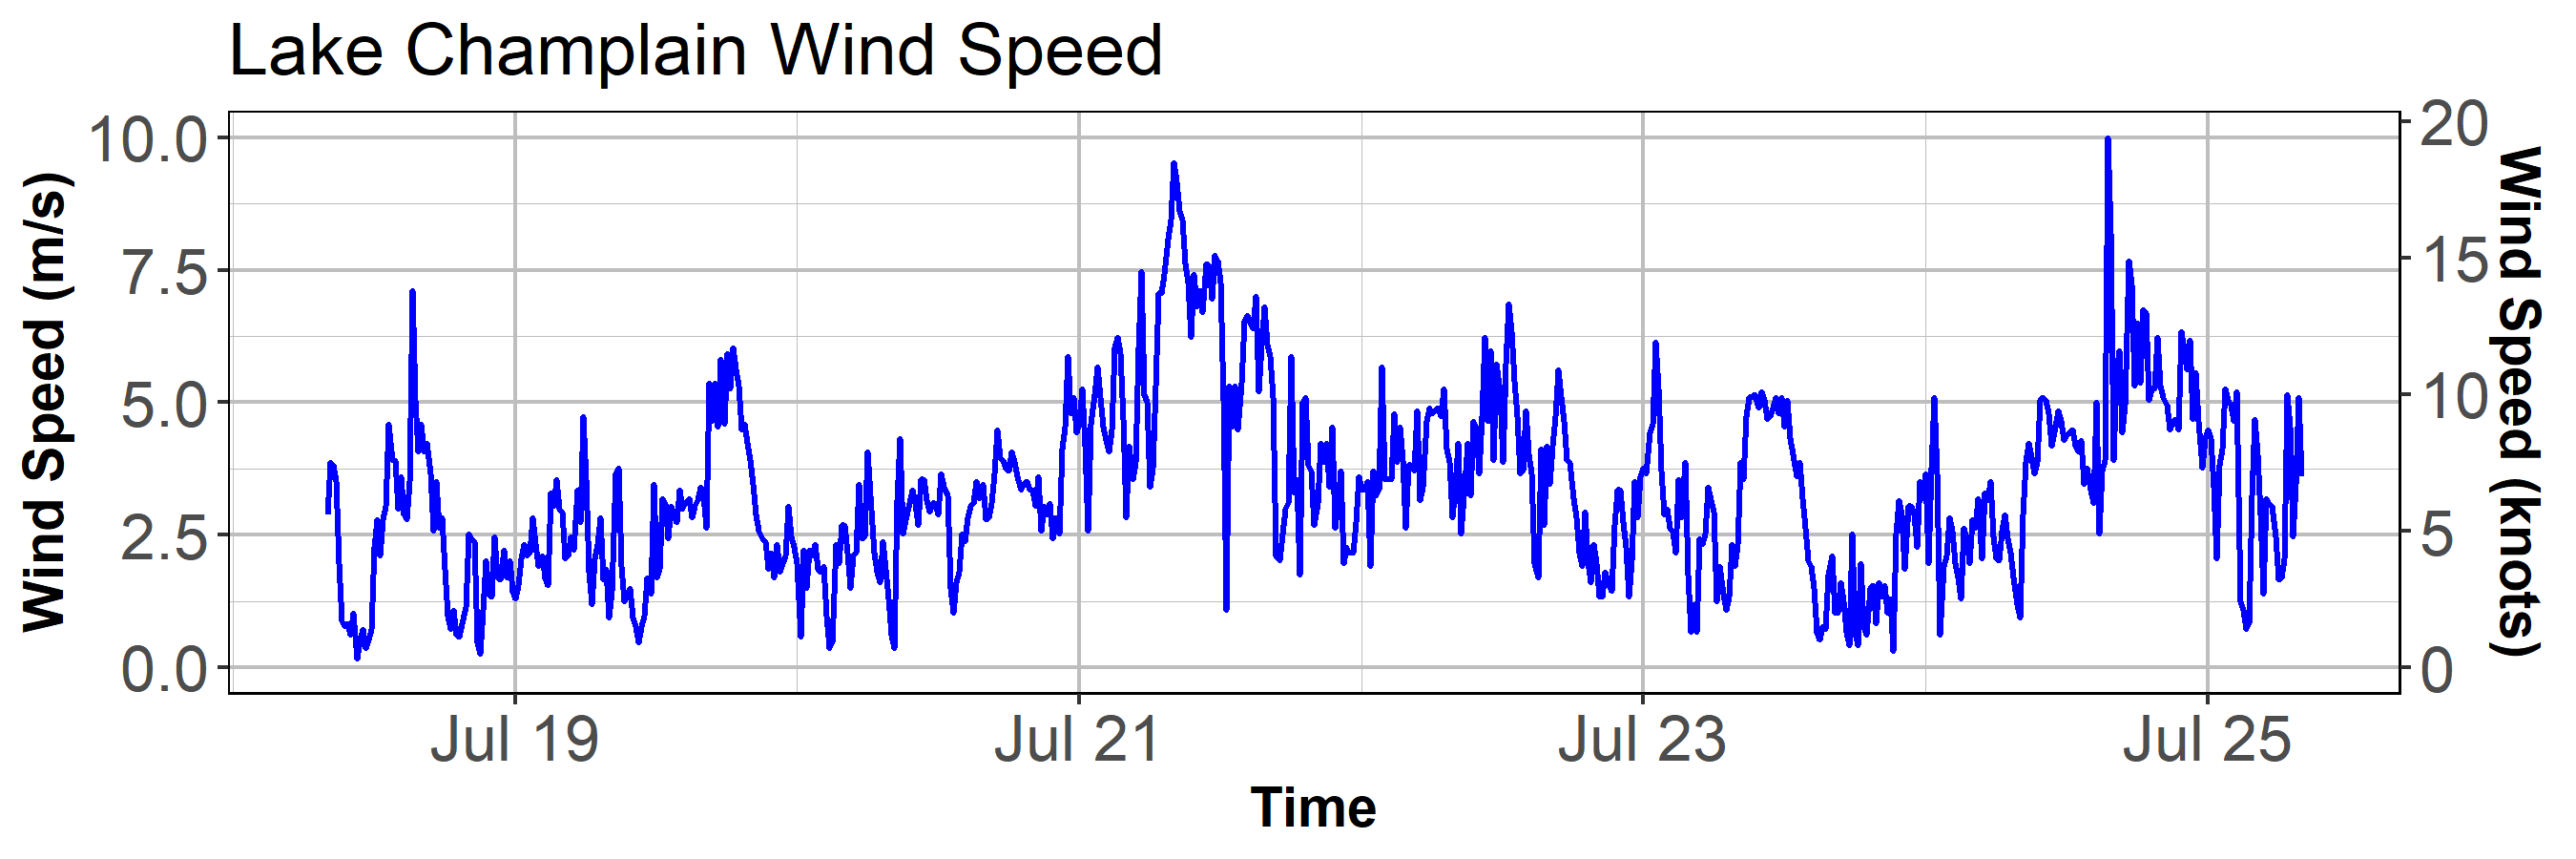 Lake Champlain Wind Speed
Wind Speed (m/s)
10.0
7.5
5.0
2.5
0.0
20
15
10
5
0
Wind Speed (knots)
Jul 19
Jul 21
Jul 23
Jul 25
Time